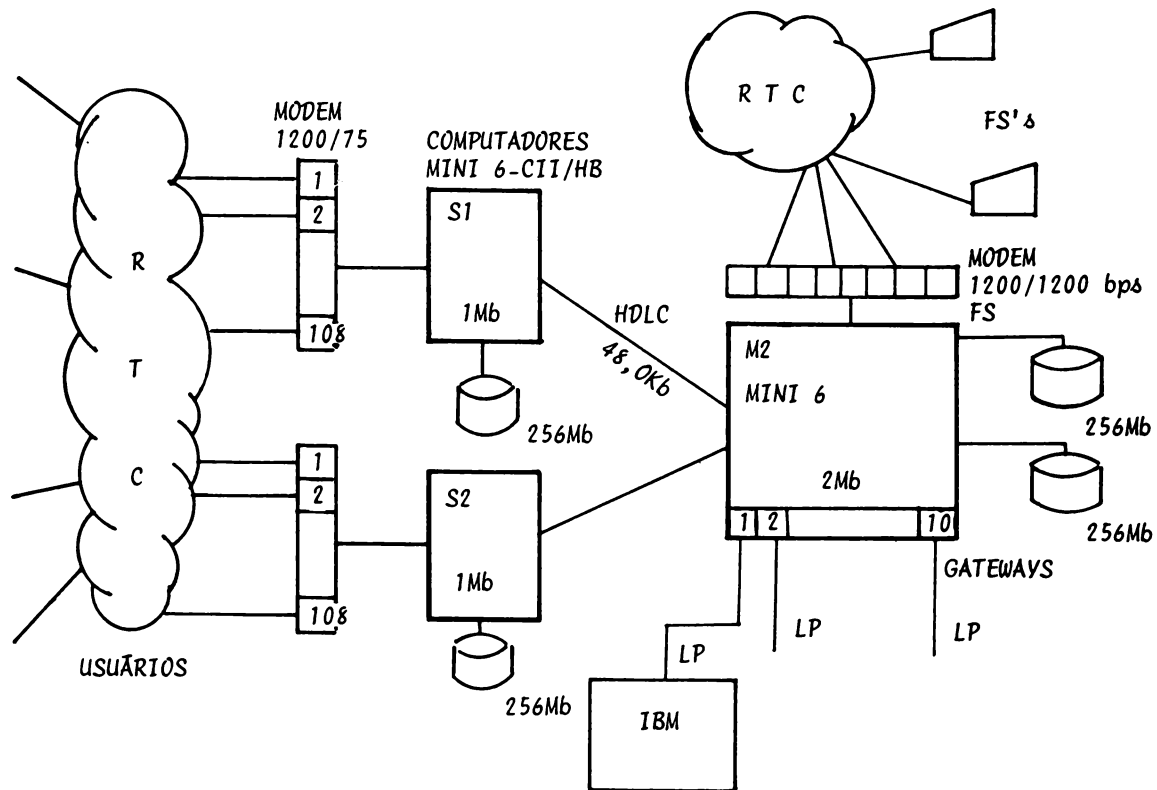 R T C
FS's
MODEM
1200/75
COMPUTADORES
MINI 6-CII/HB
1
2
108
S1
1Mb
256Mb
R
T
C
HDLC
48,0Kb
MODEM
1200/1200 bps
FS
M2
MINI 6
2Mb
256Mb
256Mb
1
2
10
GATEWAYS
1
2
108
S2
1Mb
256Mb
LP
LP
LP
IBM
USUÁRIOS